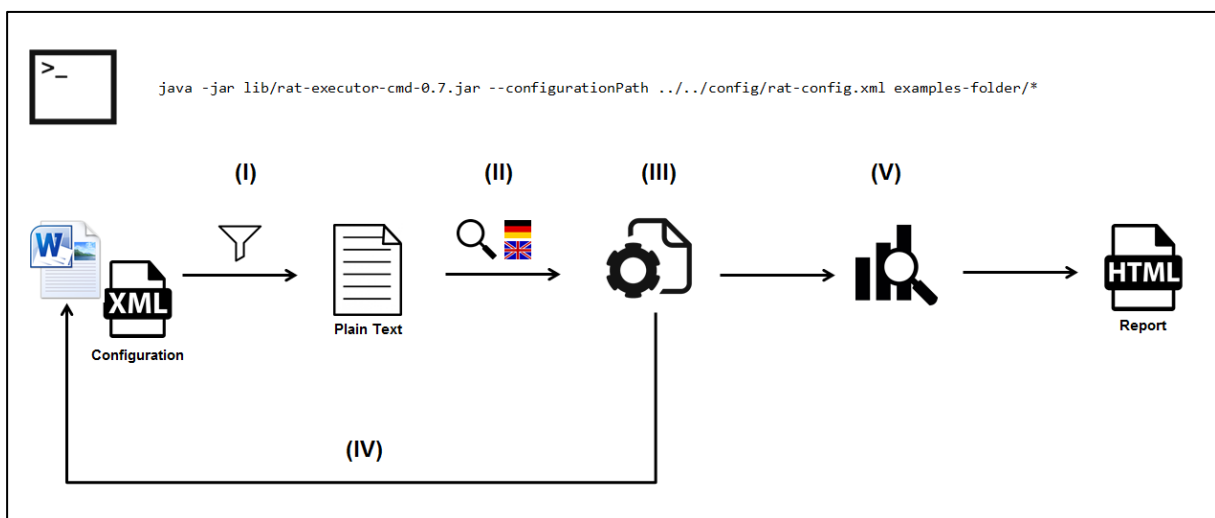 >_
java -jar lib/rat-executor-cmd-0.7.jar --configurationPath ../../config/rat-config.xml examples-folder/*
(I)
(II)
(III)
(V)
W
XML
HTML
Plain Text
Report
Configuration
(IV)